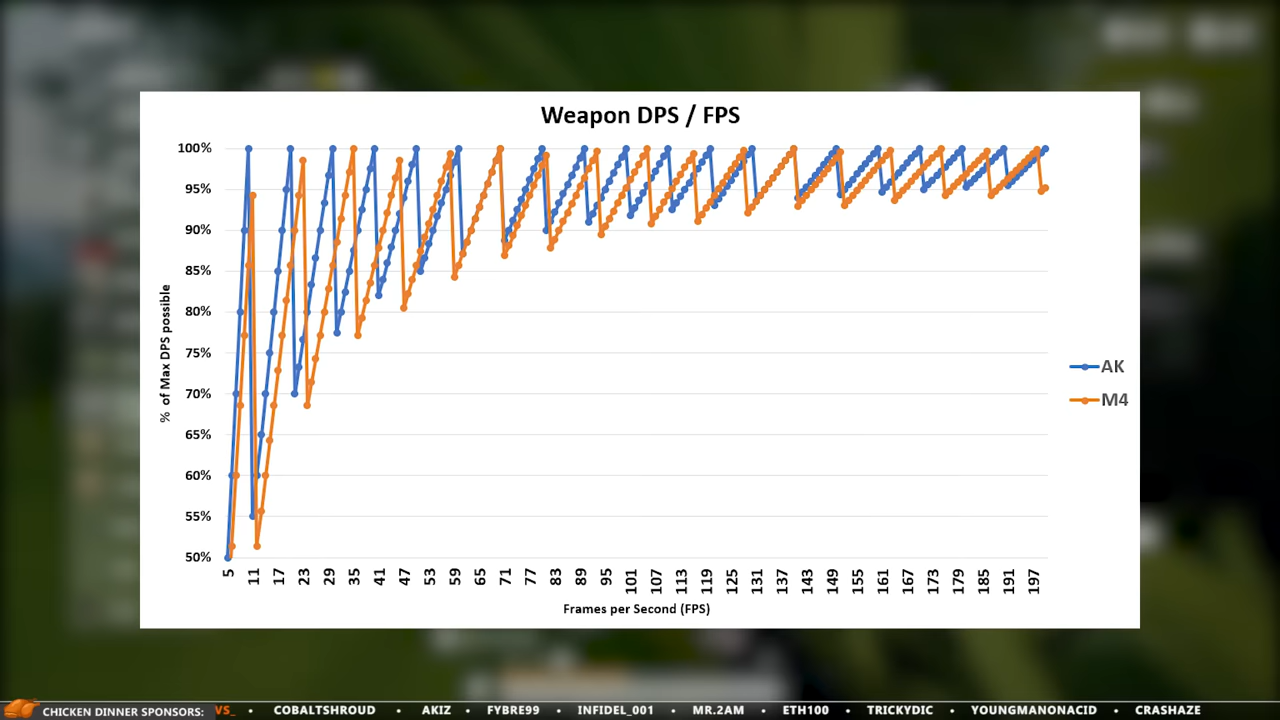 Weapon DPS / FPS
100%
95%
90%
85%
80%
75%
70%
65%
60%
55%
50%
% of Max DPS possible
5 11 17 23 29 35 41 47 53 59 65 71 77 83 89 95 101 107 113 119 125 131 137 143 149 155 161 167 173 179 185 191 197
Frames per Second (FPS)
AK
M4
CHICKEN DINNER SPONSORS: VS_ • COBALTSHROUD • AKIZ • FYBRE99 • INFIDEL_001 • MR.2AM • ETH100 • TRICKYDIC • YOUNGMANONACID • CRASHAZE